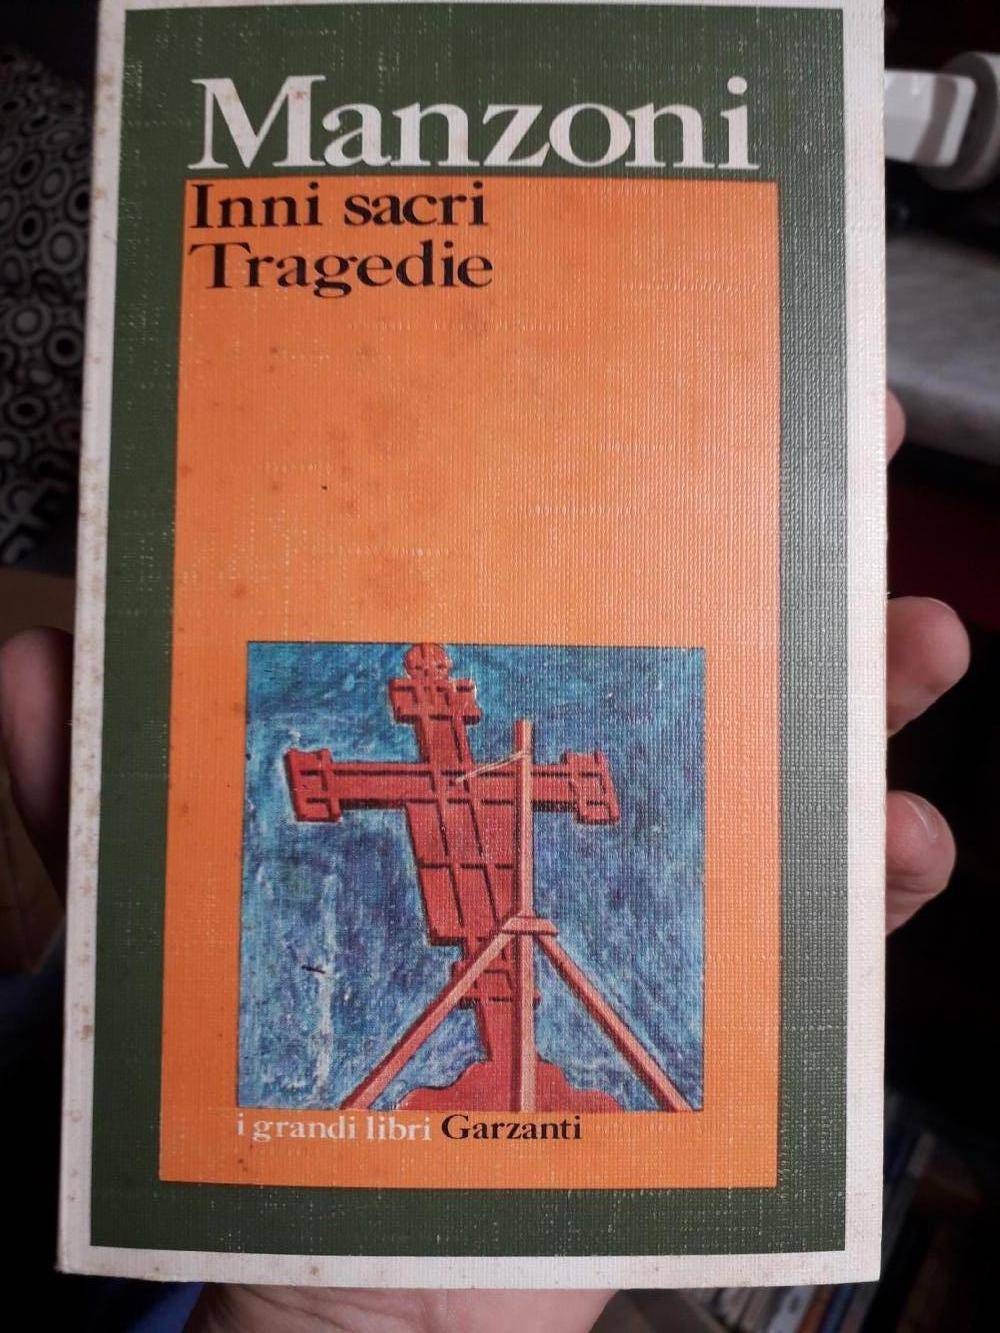 Manzoni
Inni sacri
Tragedie
i grandi libri Garzanti